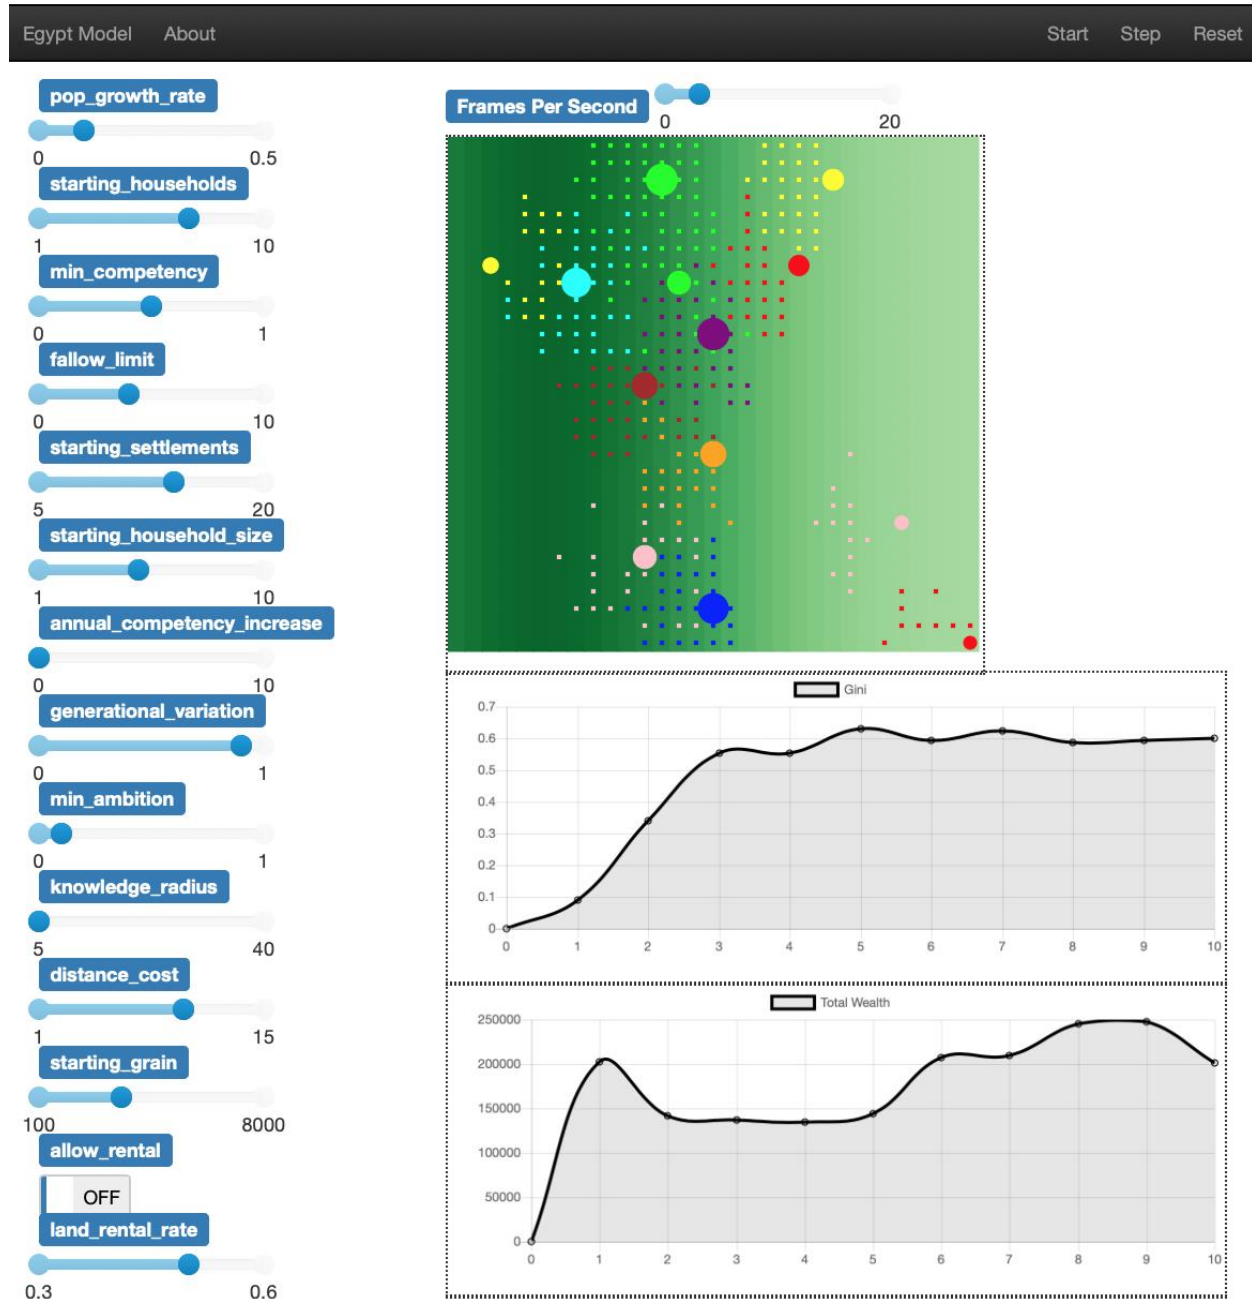 Egypt Model About Start Step Reset
pop_growth_rate
0 0.5
starting_households
1 10
min_competency
0 1
fallow_limit
0 10
starting_settlements
5 20
starting_household_size
1 10
annual_competency_increase
0 10
generational_variation
0 1
min_ambition
0 1
knowledge_radius
5 40
distance_cost
1 15
starting_grain
100 8000
allow_rental
OFF
land_rental_rate
0.3 0.6
Frames Per Second
0 20
Gini
0.7
0.6
0.5
0.4
0.3
0.2
0.1
0
0 1 2 3 4 5 6 7 8 9 10
Total Wealth
250000
200000
150000
100000
50000
0
0 1 2 3 4 5 6 7 8 9 10